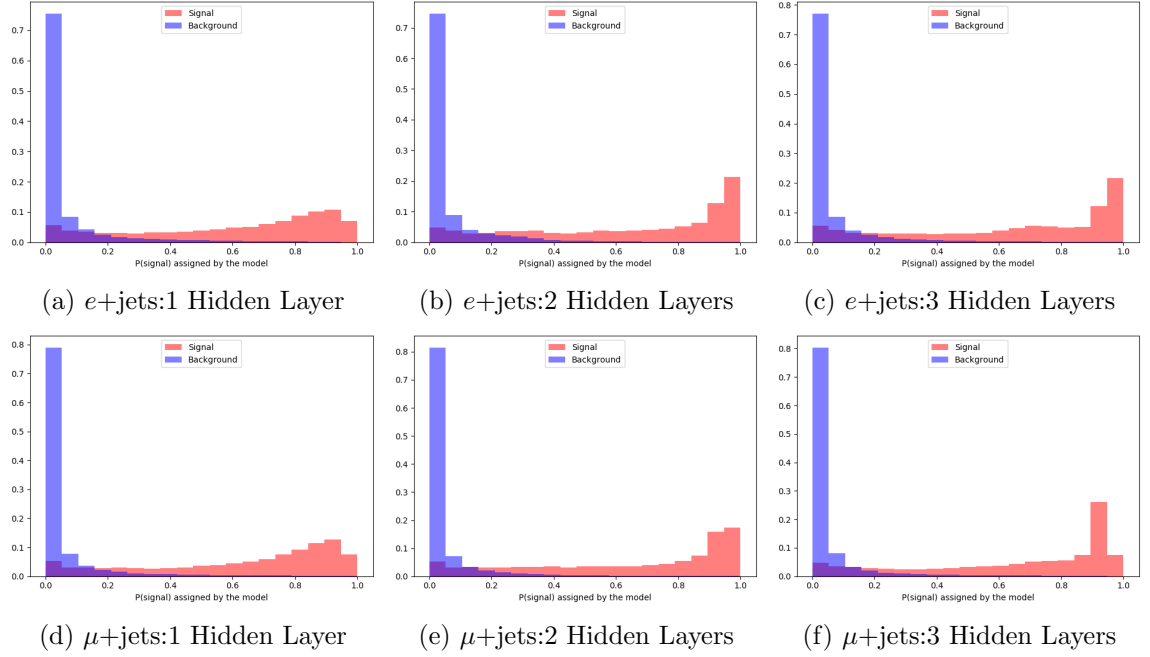 Signal
Background
0.0
0.1
0.2
0.3
0.4
0.5
0.6
0.7
0.0 0.2 0.4 0.6 0.8 1.0
P(signal) assigned by the model
(a) e+jets:1 Hidden Layer
Signal
Background
0.0
0.1
0.2
0.3
0.4
0.5
0.6
0.7
0.0 0.2 0.4 0.6 0.8 1.0
P(signal) assigned by the model
(b) e+jets:2 Hidden Layers
Signal
Background
0.0
0.1
0.2
0.3
0.4
0.5
0.6
0.7
0.8
0.0 0.2 0.4 0.6 0.8 1.0
P(signal) assigned by the model
(c) e+jets:3 Hidden Layers
Signal
Background
0.0
0.1
0.2
0.3
0.4
0.5
0.6
0.7
0.8
0.0 0.2 0.4 0.6 0.8 1.0
P(signal) assigned by the model
(d) μ+jets:1 Hidden Layer
Signal
Background
0.0
0.1
0.2
0.3
0.4
0.5
0.6
0.7
0.8
0.0 0.2 0.4 0.6 0.8 1.0
P(signal) assigned by the model
(e) μ+jets:2 Hidden Layers
Signal
Background
0.0
0.1
0.2
0.3
0.4
0.5
0.6
0.7
0.8
0.0 0.2 0.4 0.6 0.8 1.0
P(signal) assigned by the model
(f) μ+jets:3 Hidden Layers